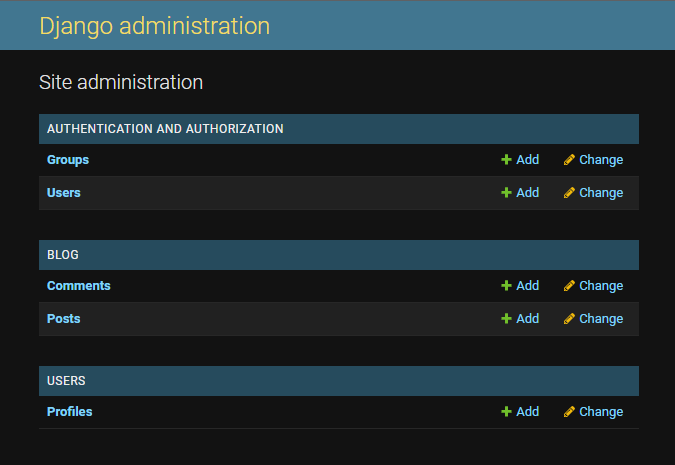 Django administration
Site administration
AUTHENTICATION AND AUTHORIZATION
Groups Add Change
Users Add Change
BLOG
Comments Add Change
Posts Add Change
USERS
Profiles Add Change